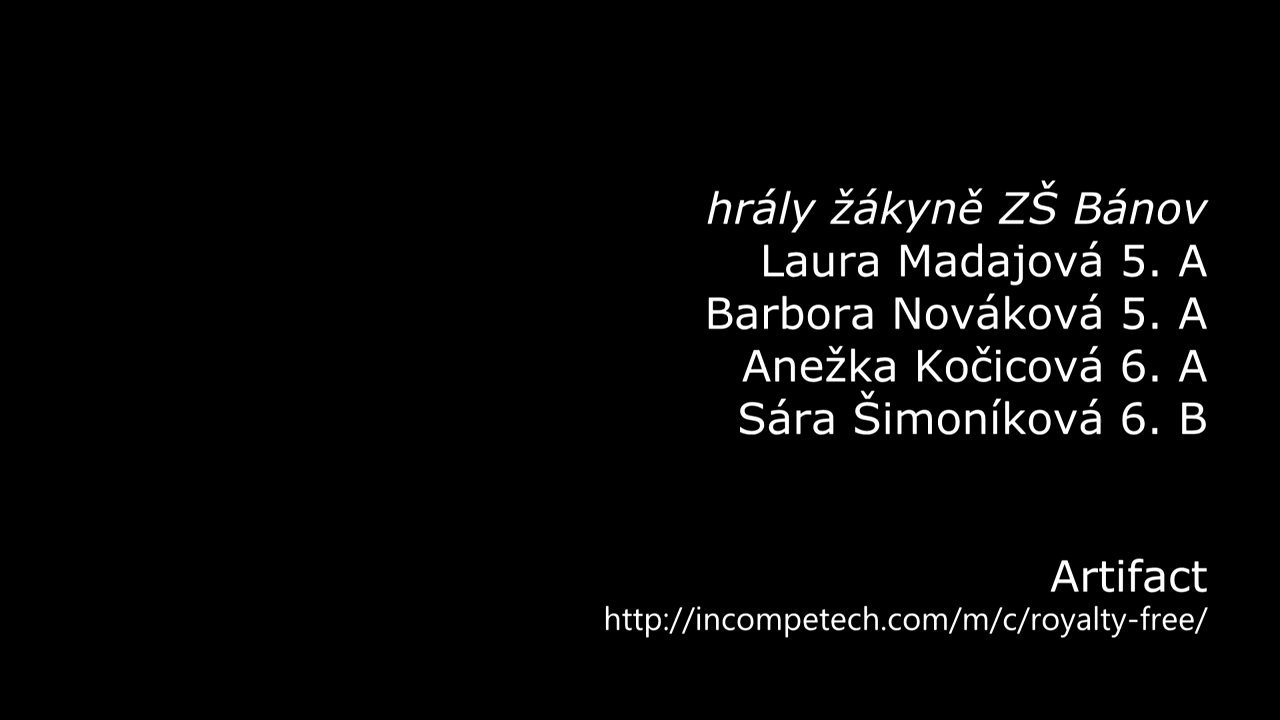 hrály žákyně ZŠ Bánov
Laura Madajová 5. A
Barbora Nováková 5. A
Anežka Kočicová 6. A
Sára Šimoníková 6. B
Artifact
http://incompetech.com/m/c/royalty-free/